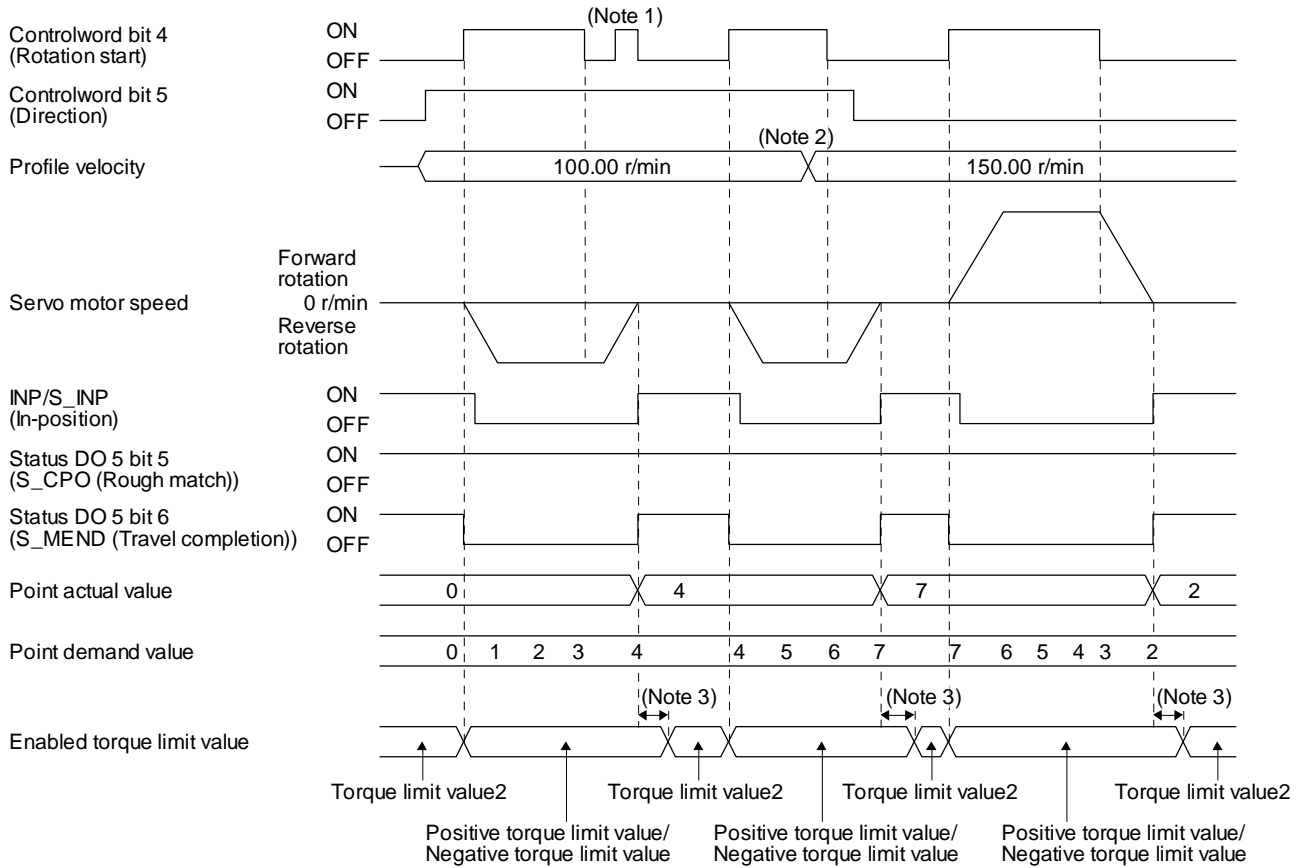 (Note 1)
Controlword bit 4
(Rotation start)
ON
OFF
Controlword bit 5
(Direction)
ON
OFF
(Note 2)
Profile velocity
100.00 r/min
150.00 r/min
Servo motor speed
Forward
rotation
0 r/min
Reverse
rotation
INP/S_INP
(In-position)
ON
OFF
Status DO 5 bit 5
(S_CPO (Rough match))
ON
OFF
Status DO 5 bit 6
(S_MEND (Travel completion))
ON
OFF
Point actual value
0 4 7 2
Point demand value
0 1 2 3 4 4 5 6 7 7 6 5 4 3 2
(Note 3) (Note 3) (Note 3)
Enabled torque limit value
Torque limit value2 Torque limit value2 Torque limit value2 Torque limit value2
Positive torque limit value/ Positive torque limit value/ Positive torque limit value/
Negative torque limit value Negative torque limit value Negative torque limit value